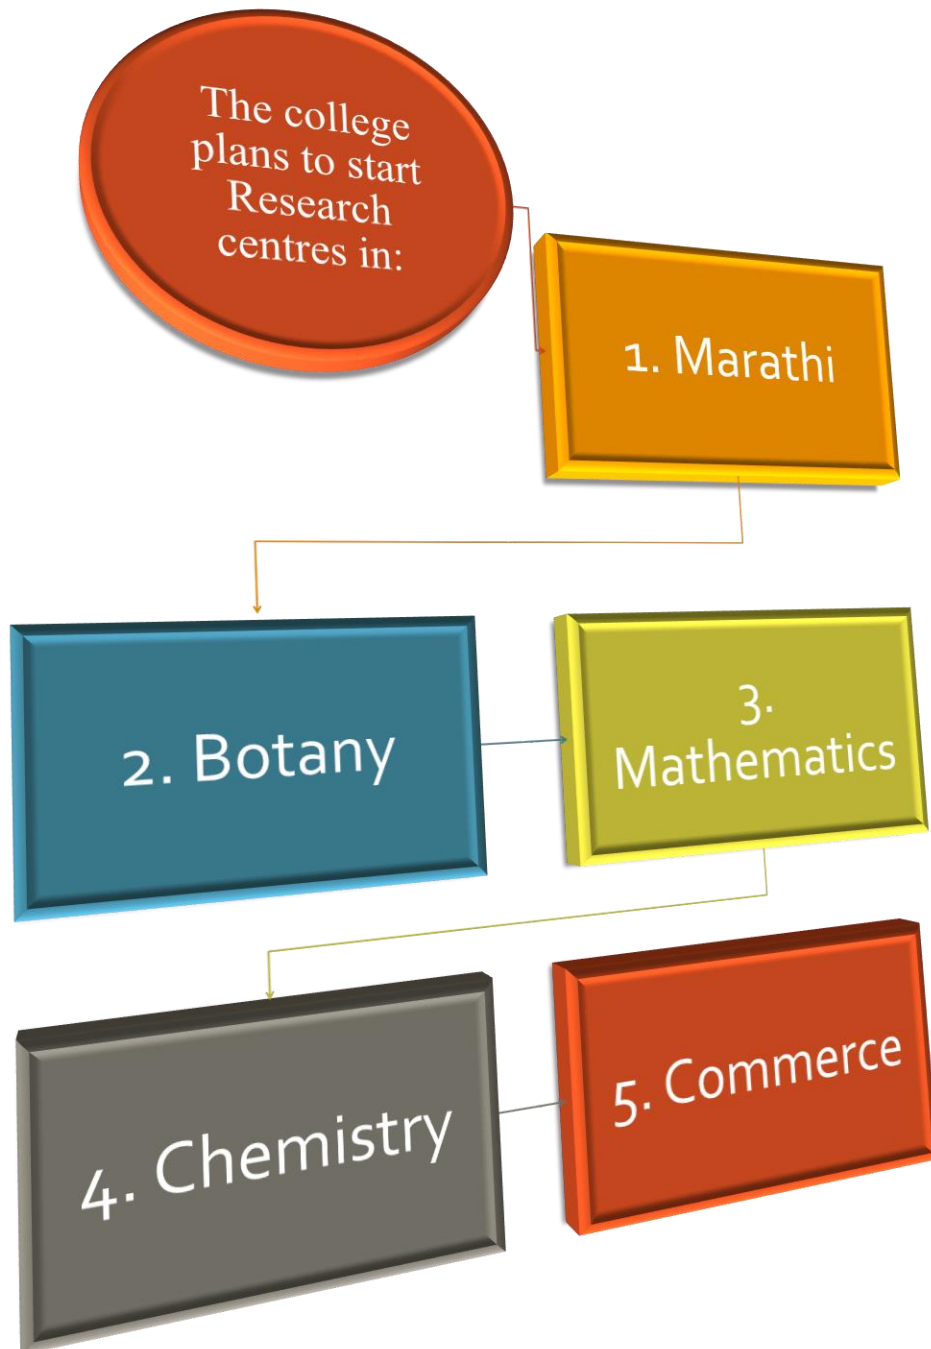 The college
plans to start
Research
centres in:
1. Marathi
2. Botany
3.
Mathematics
4. Chemistry
5. Commerce